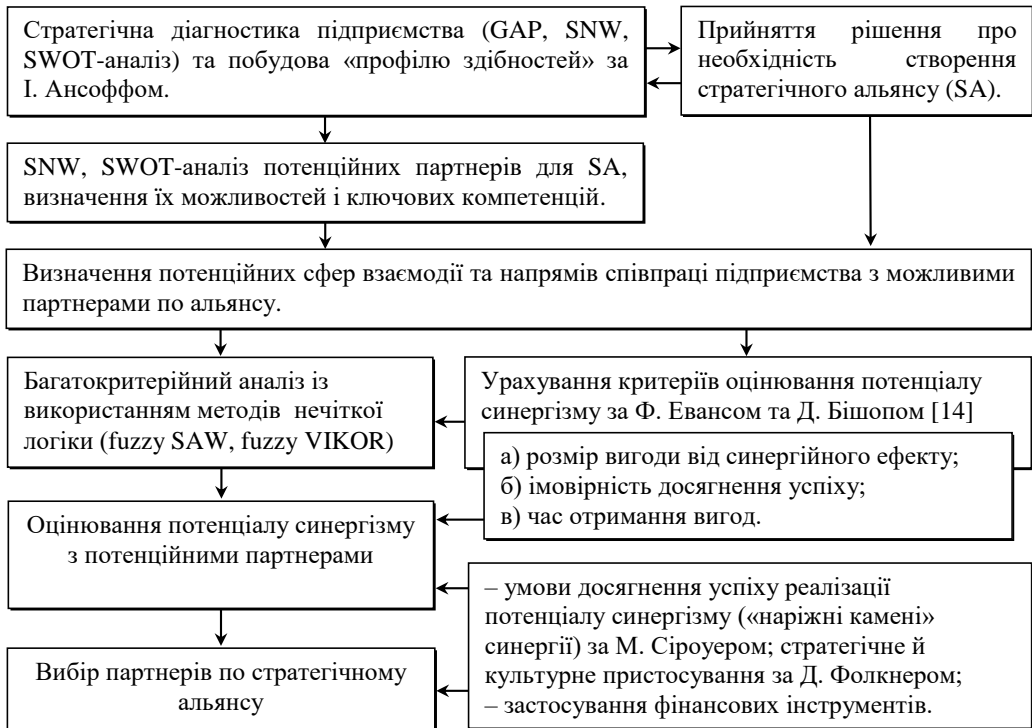 Стратегічна діагностика підприємства (GAP, SNW,
SWOT-аналіз) та побудова «профілю здібностей» за
І. Ансоффом.
Прийняття рішення про
необхідність створення
стратегічного альянсу (SA).
SNW, SWOT-аналіз потенційних партнерів для SA,
визначення їх можливостей і ключових компетенцій.
Визначення потенційних сфер взаємодії та напрямів співпраці підприємства з можливими
партнерами по альянсу.
Багатокритерійний аналіз із
використанням методів нечіткої
логіки (fuzzy SAW, fuzzy VIKOR)
Урахування критеріїв оцінювання потенціалу
синергізму за Ф. Евансом та Д. Бішопом [14]
а) розмір вигоди від синергійного ефекту;
б) імовірність досягнення успіху;
в) час отримання вигод.
Оцінювання потенціалу синергізму
з потенційними партнерами
– умови досягнення успіху реалізації
потенціалу синергізму («наріжні камені»
синергії) за М. Сіроуером; стратегічне й
культурне пристосування за Д. Фолкнером;
– застосування фінансових інструментів.
Вибір партнерів по стратегічному
альянсу